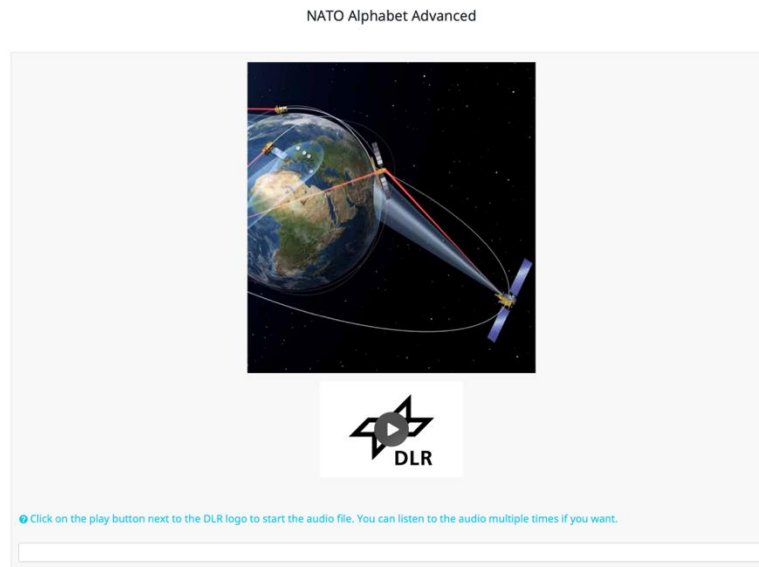 NATO Alphabet Advanced
DLR
Click on the play button next to the DLR logo to start the audio file. You can listen to the audio multiple times if you want.